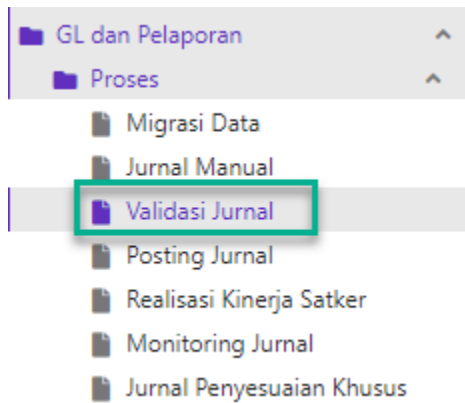 GL dan Pelaporan
Proses
Migrasi Data
Jurnal Manual
Validasi Jurnal
Posting Jurnal
Realisasi Kinerja Satker
Monitoring Jurnal
Jurnal Penyesuaian Khusus